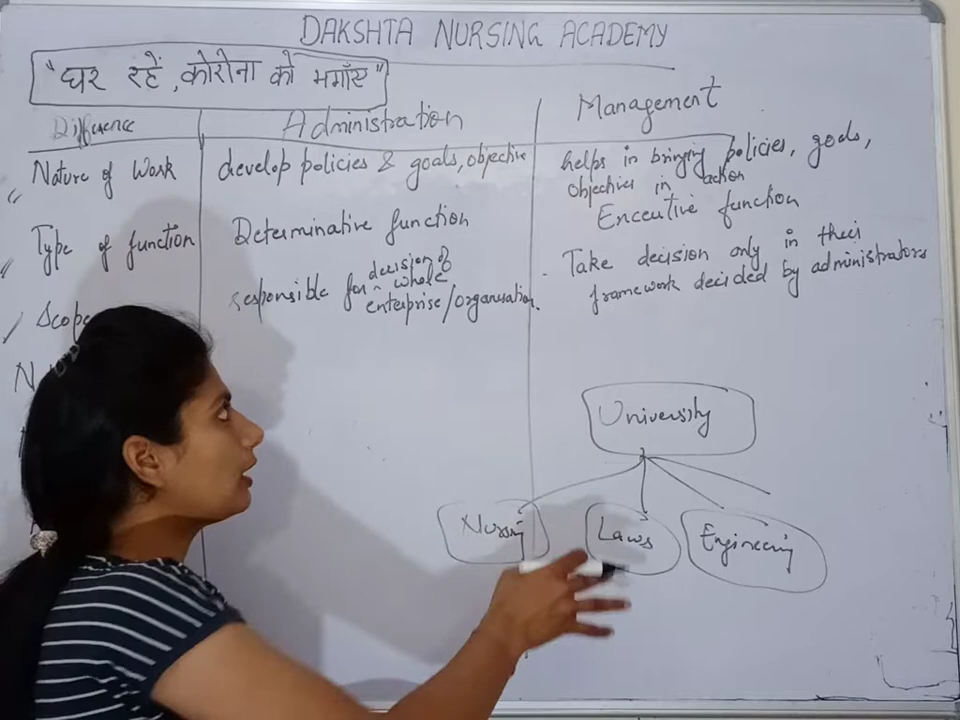 DAKSHTA NURSING ACADEMY
"घर रहें, कोरोना को भगाँए"
Difference
Administration
Management
Nature of Work
develop policies & goals, objective
helps in bringing policies, goals,
objectives in action
Type of function
Determinative function
Executive function
Scope
responsible for decision of whole
enterprise/organisation.
Take decision only in their
framework decided by administrators
N
University
Nursing
Laws
Engineering